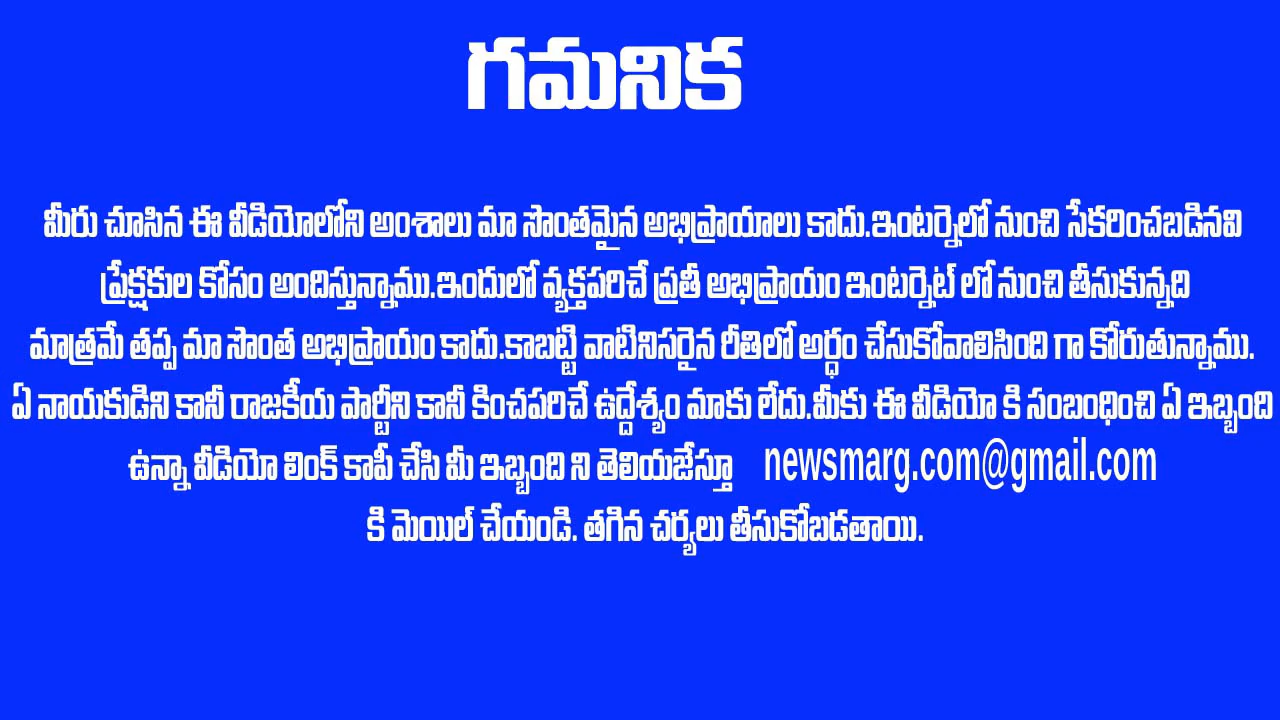 గమనిక
మీరు చూసిన ఈ వీడియోలోని అంశాలు మా సొంతమైన అభిప్రాయాలు కాదు.ఇంటర్నెలో నుంచి సేకరించబడినవి
ప్రేక్షకుల కోసం అందిస్తున్నాము.ఇందులో వ్యక్తపరిచే ప్రతీ అభిప్రాయం ఇంటర్నెట్ లో నుంచి తీసుకున్నది
మాత్రమే తప్ప మా సొంత అభిప్రాయం కాదు.కాబట్టి వాటినిసరైన రీతిలో అర్ధం చేసుకోవాలిసింది గా కోరుతున్నాము.
ఏ నాయకుడిని కానీ రాజకీయ పార్టీని కానీ కించపరిచే ఉద్దేశ్యం మాకు లేదు.మీకు ఈ వీడియో కి సంబంధించి ఏ ఇబ్బంది
ఉన్నా వీడియో లింక్ కాపీ చేసి మీ ఇబ్బంది ని తెలియజేస్తూ newsmarg.com@gmail.com
కి మెయిల్ చేయండి. తగిన చర్యలు తీసుకోబడతాయి.